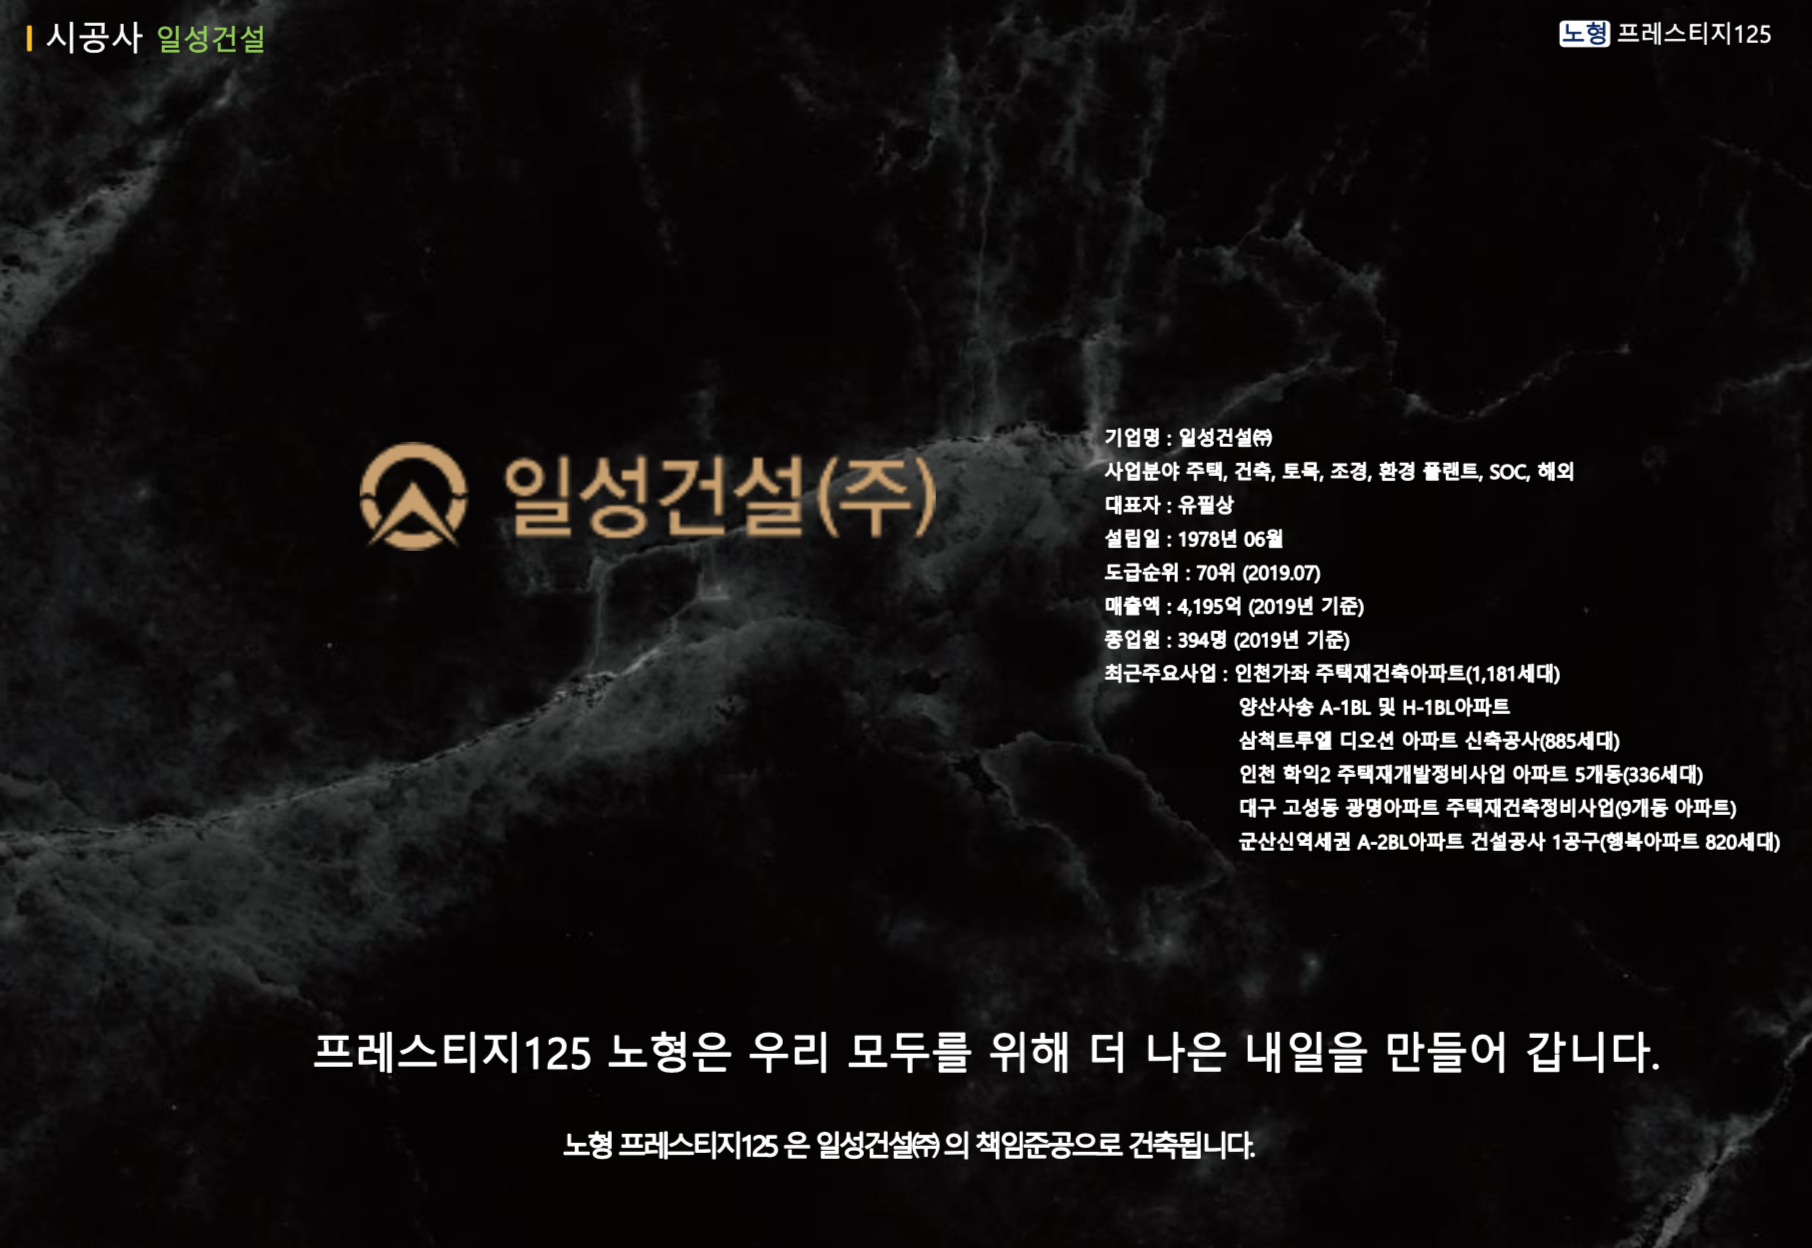 시공사 일성건설
노형 프레스티지125
일성건설(주)
기업명 : 일성건설㈜
사업분야 주택, 건축, 토목, 조경, 환경 플랜트, SOC, 해외
대표자 : 유필상
설립일 : 1978년 06월
도급순위 : 70위 (2019.07)
매출액 : 4,195억 (2019년 기준)
종업원 : 394명 (2019년 기준)
최근주요사업 : 인천가좌 주택재건축아파트(1,181세대)
양산사송 A-1BL 및 H-1BL아파트
삼척트루엘 디오션 아파트 신축공사(885세대)
인천 학익2 주택재개발정비사업 아파트 5개동(336세대)
대구 고성동 광명아파트 주택재건축정비사업(9개동 아파트)
군산신역세권 A-2BL아파트 건설공사 1공구(행복아파트 820세대)
프레스티지125 노형은 우리 모두를 위해 더 나은 내일을 만들어 갑니다.
노형 프레스티지125 은 일성건설㈜ 의 책임준공으로 건축됩니다.